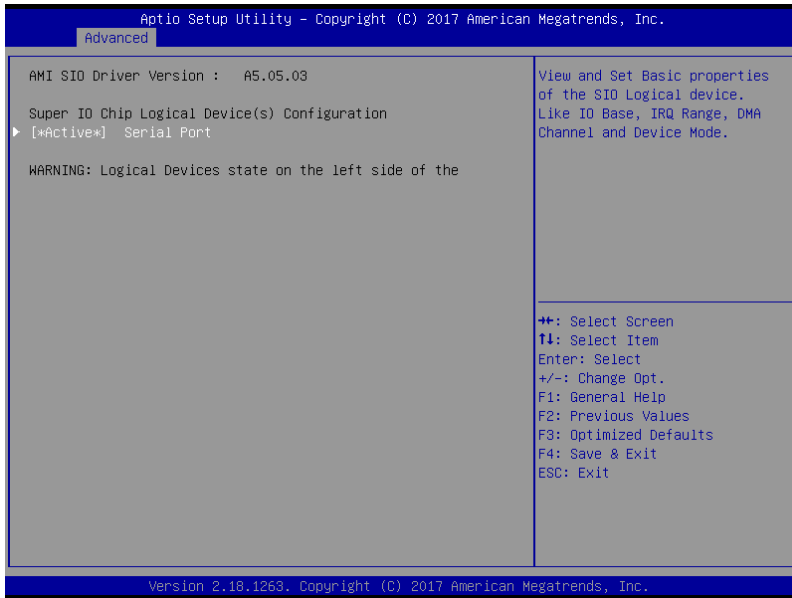 Aptio Setup Utility – Copyright (C) 2017 American Megatrends, Inc.
Advanced
AMI SIO Driver Version :   A5.05.03
Super IO Chip Logical Device(s) Configuration
[*Active*]   Serial Port
WARNING: Logical Devices state on the left side of the
View and Set Basic properties
of the SIO Logical device.
Like IO Base, IRQ Range, DMA
Channel and Device Mode.
→←: Select Screen
↑↓: Select Item
Enter: Select
+/-: Change Opt.
F1: General Help
F2: Previous Values
F3: Optimized Defaults
F4: Save & Exit
ESC: Exit
Version 2.18.1263. Copyright (C) 2017 American Megatrends, Inc.